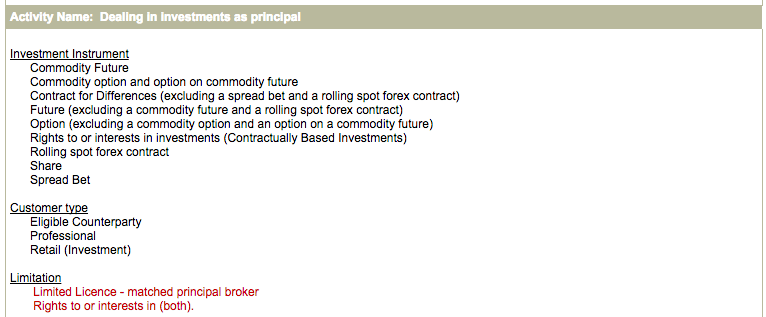 Activity Name: Dealing in investments as principal
Investment Instrument
Commodity Future
Commodity option and option on commodity future
Contract for Differences (excluding a spread bet and a rolling spot forex contract)
Future (excluding a commodity future and a rolling spot forex contract)
Option (excluding a commodity option and an option on a commodity future)
Rights to or interests in investments (Contractually Based Investments)
Rolling spot forex contract
Share
Spread Bet
Customer type
Eligible Counterparty
Professional
Retail (Investment)
Limitation
Limited Licence - matched principal broker
Rights to or interests in (both).